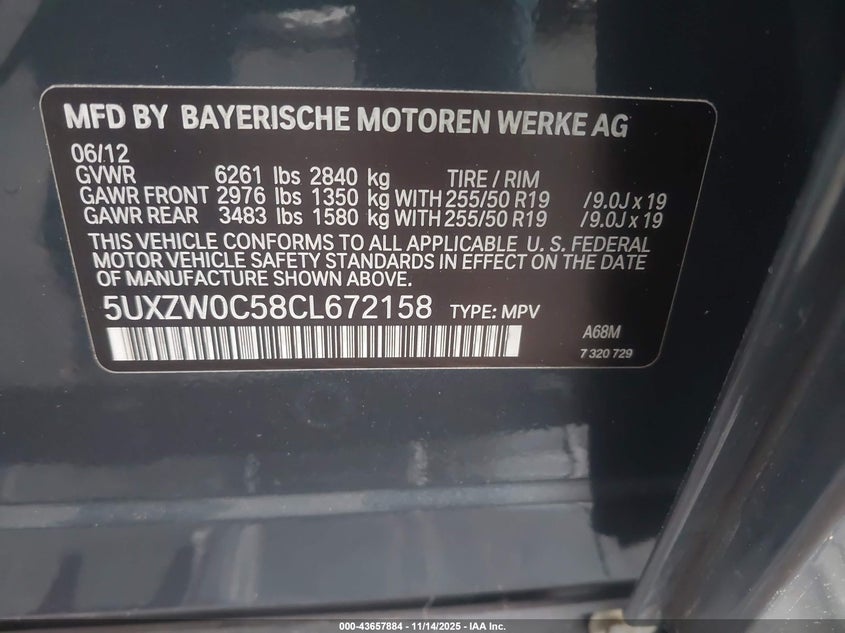 MFD BY BAYERISCHE MOTOREN WERKE AG
06/12
GVWR 6261 lbs 2840 kg TIRE / RIM
GAWR FRONT 2976 lbs 1350 kg WITH 255/50 R19 /9.0J x 19
GAWR REAR 3483 lbs 1580 kg WITH 255/50 R19 /9.0J x 19
THIS VEHICLE CONFORMS TO ALL APPLICABLE U. S. FEDERAL
MOTOR VEHICLE SAFETY STANDARDS IN EFFECT ON THE DATE
OF MANUFACTURE SHOWN ABOVE.
5UXZW0C58CL672158 TYPE: MPV
A68M
7 320 729
000-43657884 - 11/14/2025 - IAA Inc.